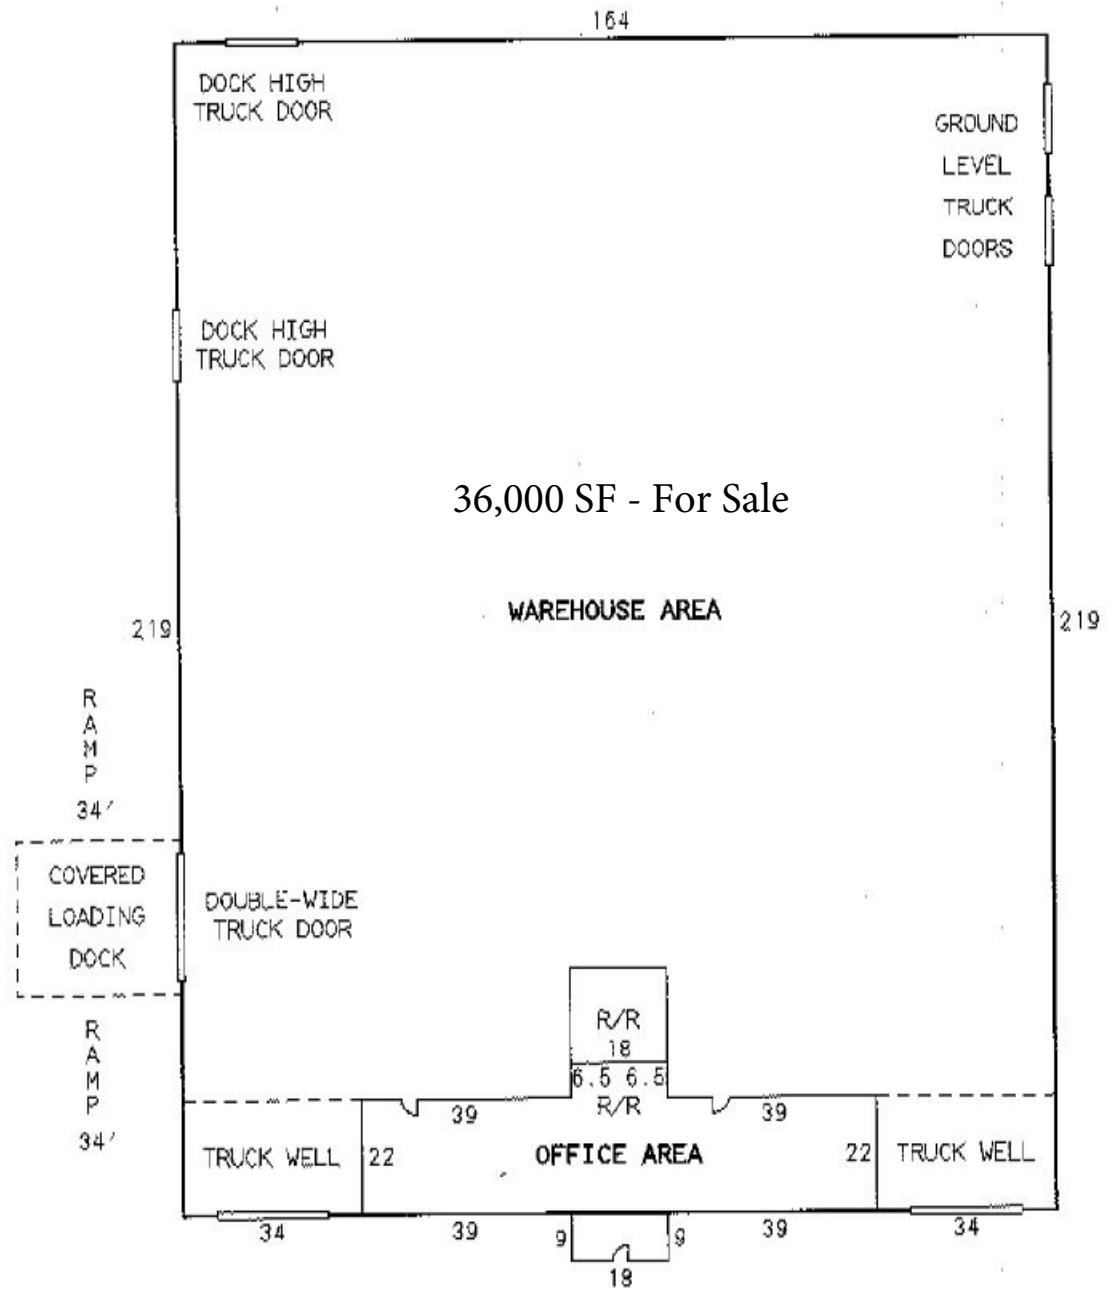 164
DOCK HIGH
TRUCK DOOR
GROUND
LEVEL
TRUCK
DOORS
DOCK HIGH
TRUCK DOOR
36,000 SF - For Sale
WAREHOUSE AREA
219
219
R
A
M
P
34'
COVERED
LOADING
DOCK
DOUBLE-WIDE
TRUCK DOOR
R
A
M
P
34'
R/R
18
6.5 6.5
R/R
39
39
TRUCK WELL
22
OFFICE AREA
22
TRUCK WELL
34
39
9
9
39
34
18